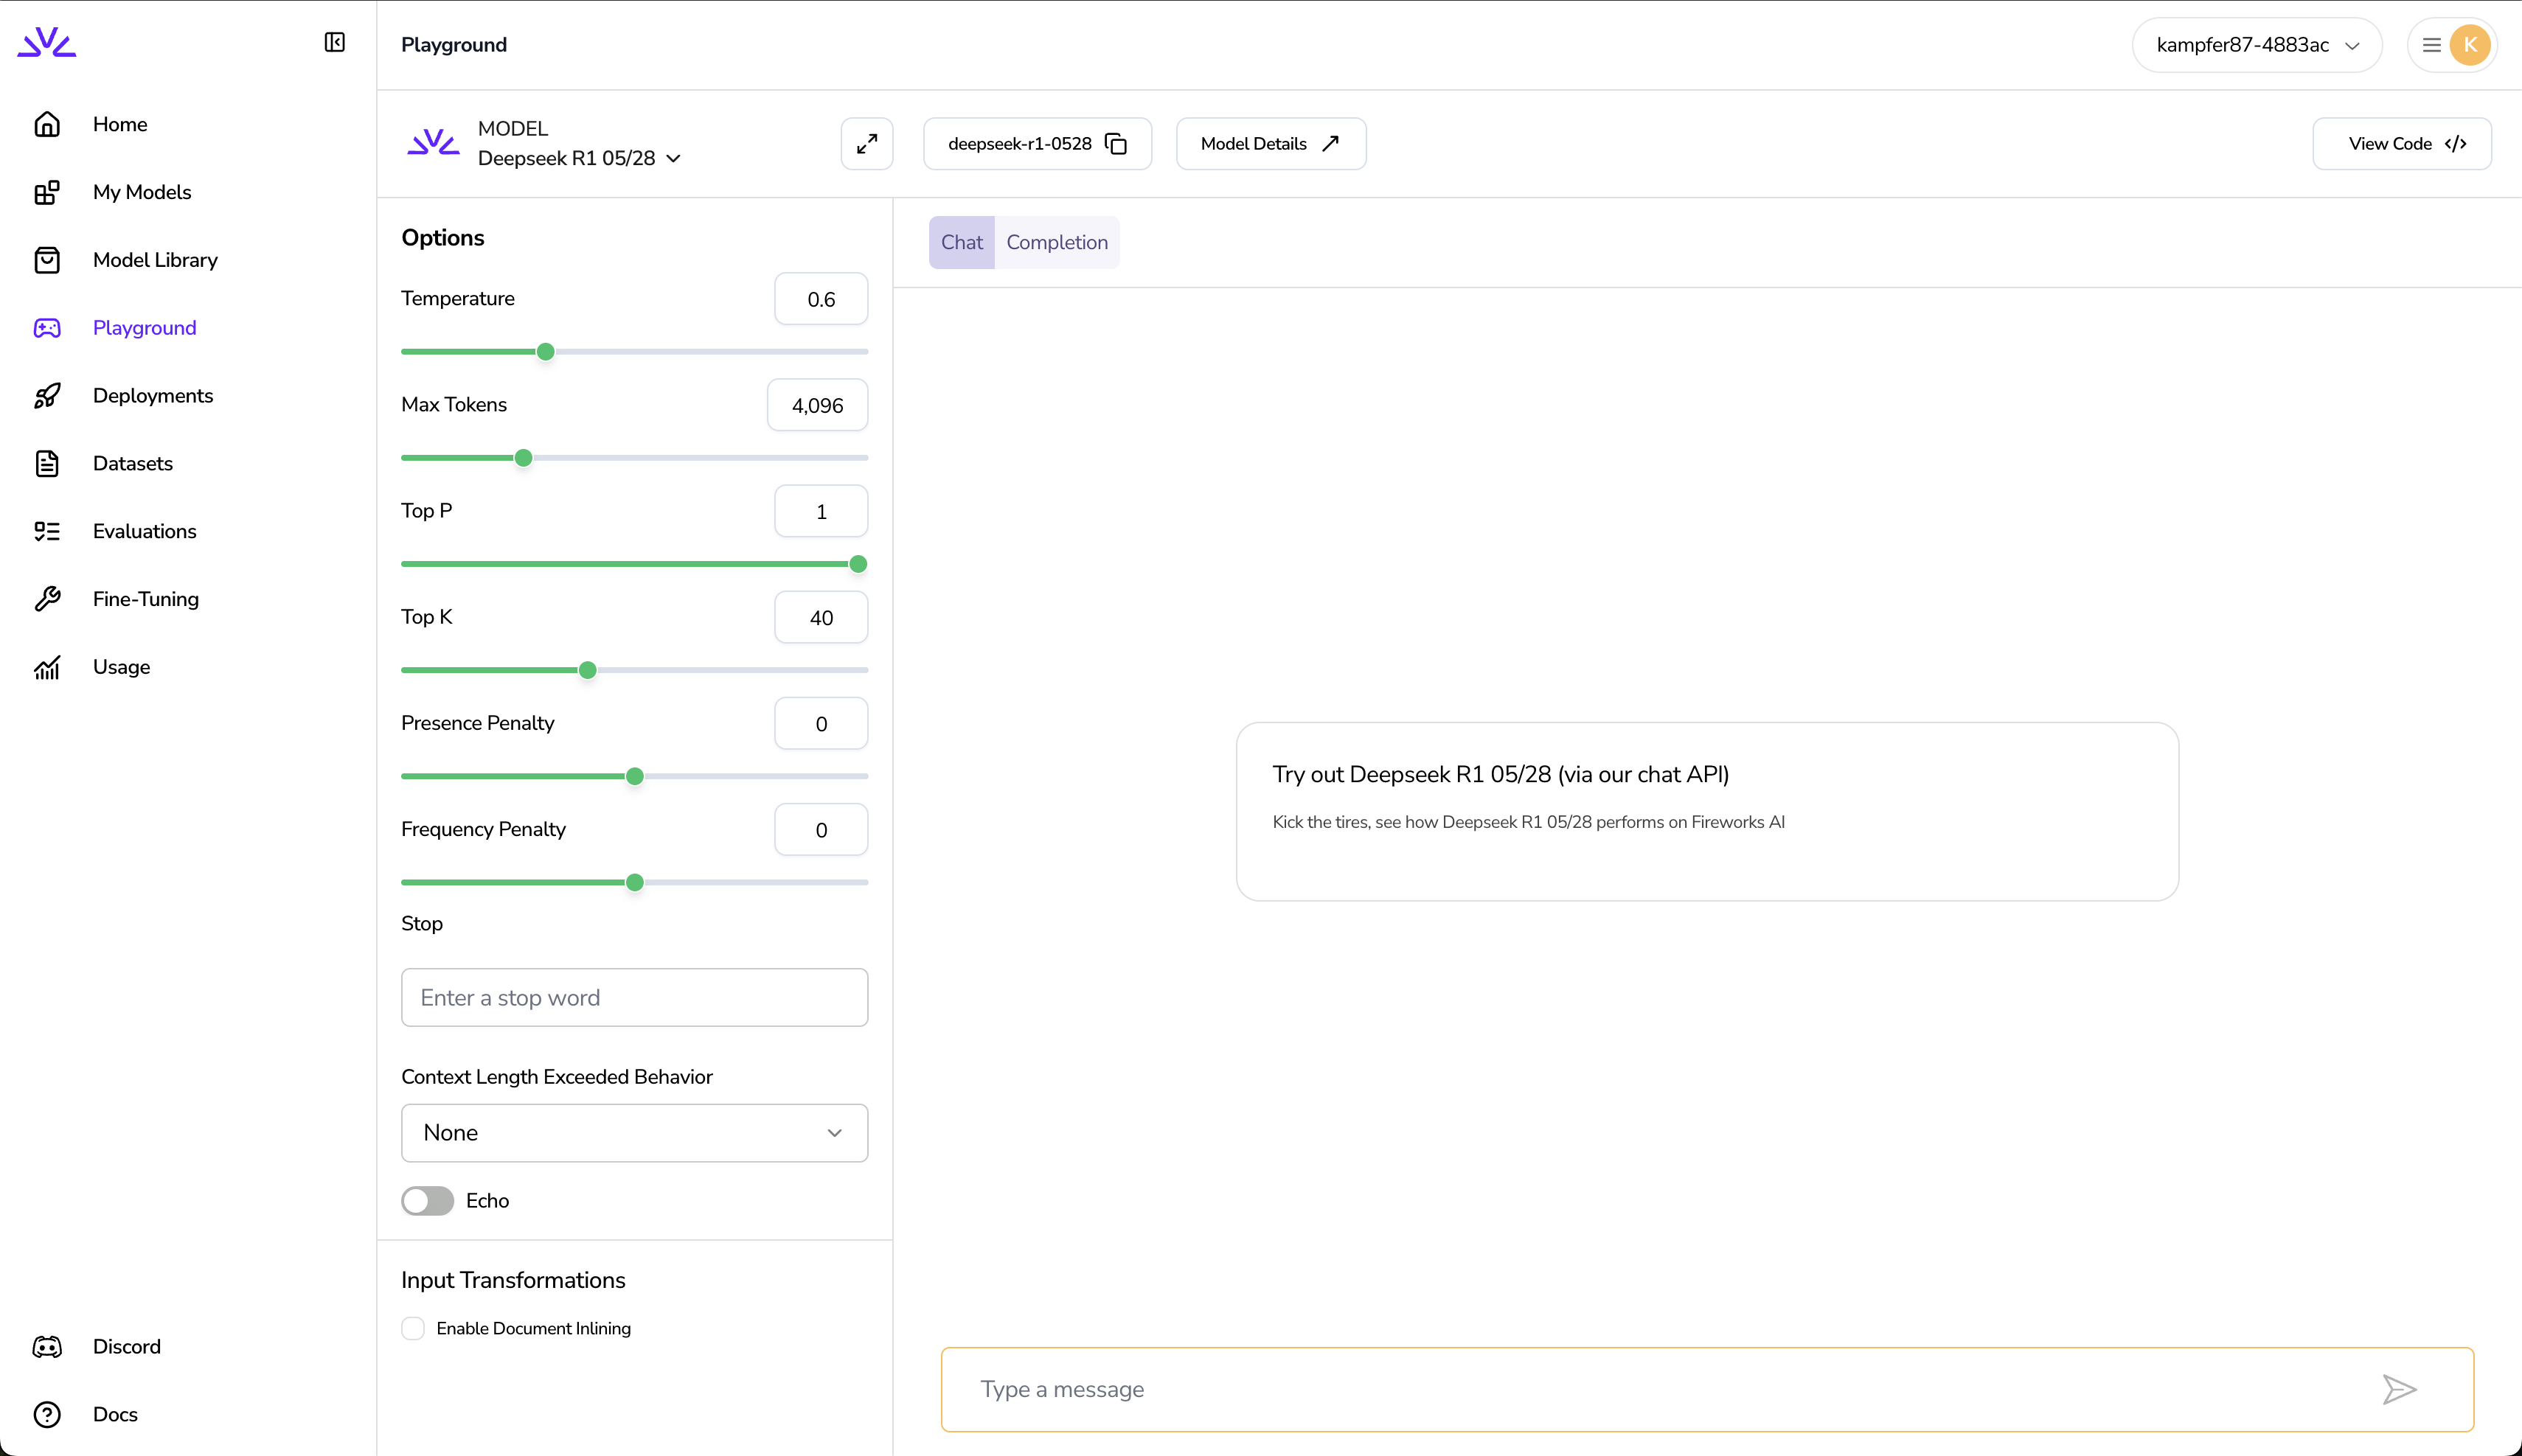 Home
My Models
Model Library
Playground
Deployments
Datasets
Evaluations
Fine-Tuning
Usage
Discord
Docs
Playground
kampfer87-4883ac
K
MODEL
Deepseek R1 05/28
deepseek-r1-0528
Model Details
View Code
Options
Temperature
0.6
Max Tokens
4,096
Top P
1
Top K
40
Presence Penalty
0
Frequency Penalty
0
Stop
Enter a stop word
Context Length Exceeded Behavior
None
Echo
Input Transformations
Enable Document Inlining
Chat
Completion
Try out Deepseek R1 05/28 (via our chat API)
Kick the tires, see how Deepseek R1 05/28 performs on Fireworks AI
Type a message